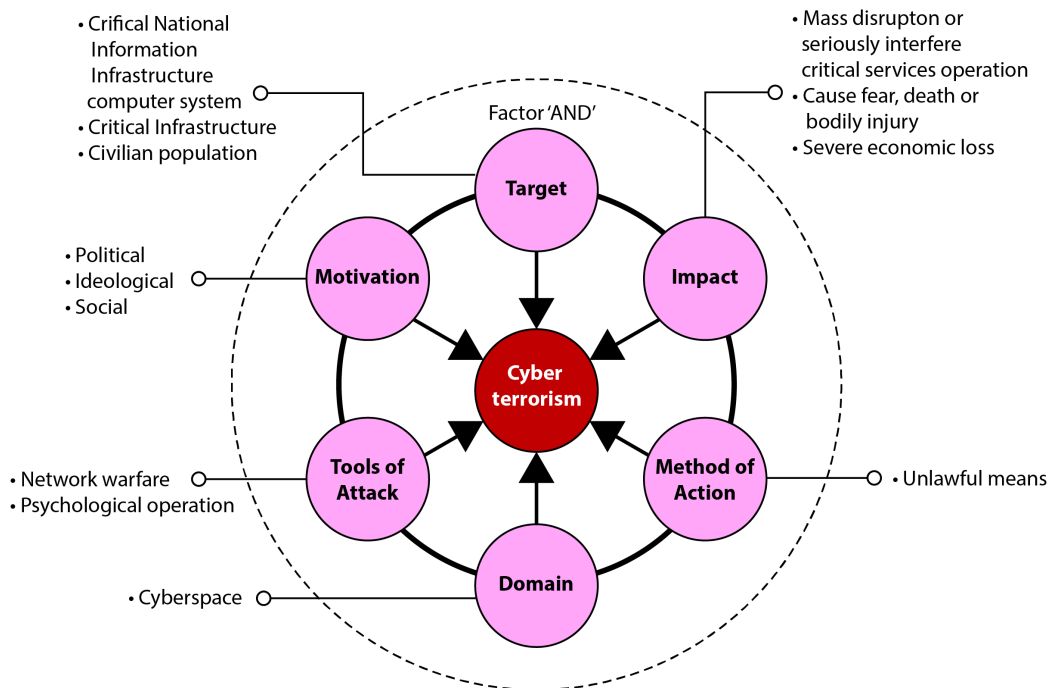 • Crifical National
Information
Infrastructure
computer system
• Critical Infrastructure
• Civilian population
• Mass disrupton or
seriously interfere
critical services operation
• Cause fear, death or
bodily injury
• Severe economic loss
Factor ‘AND’
Target
• Political
• Ideological
• Social
Motivation
Impact
Cyber
terrorism
• Network warfare
• Psychological operation
Tools of
Attack
Method of
Action
• Unlawful means
Domain
• Cyberspace